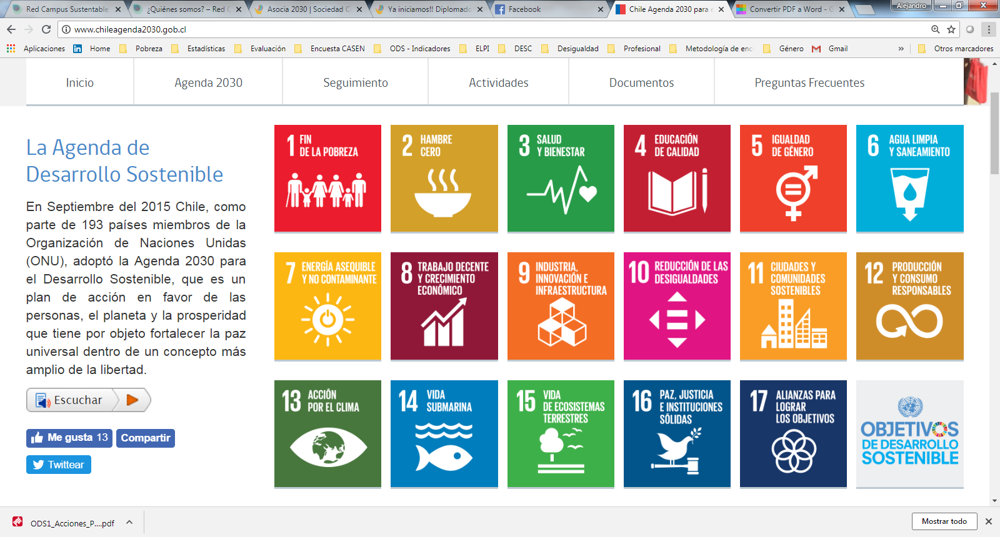 Red Campus Sustentable
¿Quiénes somos? – Red C
Asocia 2030 | Sociedad C
Ya iniciamos!! Diplomado
Facebook
Chile Agenda 2030 para e
Convertir PDF a Word - G
Alejandro
www.chileagenda2030.gob.cl
Aplicaciones
Home
Pobreza
Estadísticas
Evaluación
Encuesta CASEN
ODS - Indicadores
ELPI
DESC
Desigualdad
Profesional
Metodología de enc
Género
Gmail
»
Otros marcadores
Inicio
Agenda 2030
Seguimiento
Actividades
Documentos
Preguntas Frecuentes
La Agenda de
Desarrollo Sostenible
En Septiembre del 2015 Chile, como
parte de 193 países miembros de la
Organización de Naciones Unidas
(ONU), adoptó la Agenda 2030 para
el Desarrollo Sostenible, que es un
plan de acción en favor de las
personas, el planeta y la prosperidad
que tiene por objeto fortalecer la paz
universal dentro de un concepto más
amplio de la libertad.
Escuchar
Me gusta 13
Compartir
Twittear
1 FIN
DE LA POBREZA
2 HAMBRE
CERO
3 SALUD
Y BIENESTAR
4 EDUCACIÓN
DE CALIDAD
5 IGUALDAD
DE GÉNERO
6 AGUA LIMPIA
Y SANEAMIENTO
7 ENERGÍA ASEQUIBLE
Y NO CONTAMINANTE
8 TRABAJO DECENTE
Y CRECIMIENTO
ECONÓMICO
9 INDUSTRIA,
INNOVACIÓN E
INFRAESTRUCTURA
10 REDUCCIÓN DE LAS
DESIGUALDADES
11 CIUDADES Y
COMUNIDADES
SOSTENIBLES
12 PRODUCCIÓN
Y CONSUMO
RESPONSABLES
13 ACCIÓN
POR EL CLIMA
14 VIDA
SUBMARINA
15 VIDA
DE ECOSISTEMAS
TERRESTRES
16 PAZ, JUSTICIA
E INSTITUCIONES
SÓLIDAS
17 ALIANZAS PARA
LOGRAR
LOS OBJETIVOS
OBJETIVOS
DE DESARROLLO
SOSTENIBLE
ODS1_Acciones_P....pdf
Mostrar todo